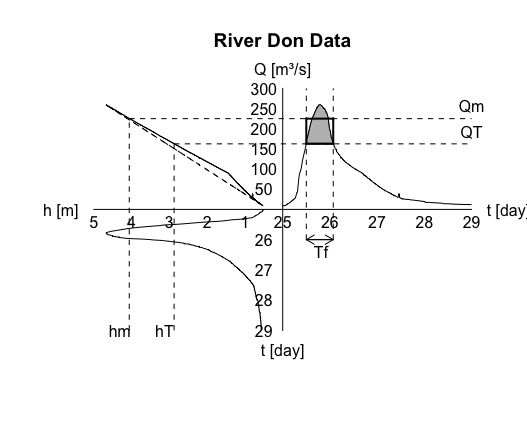 River Don Data
Q [m³/s]
300
250
200
150
100
50
Qm
QT
h [m]
5 4 3 2 1 25 26 27 28 29
t [day]
26
27
28
29
Tf
hm hT
t [day]